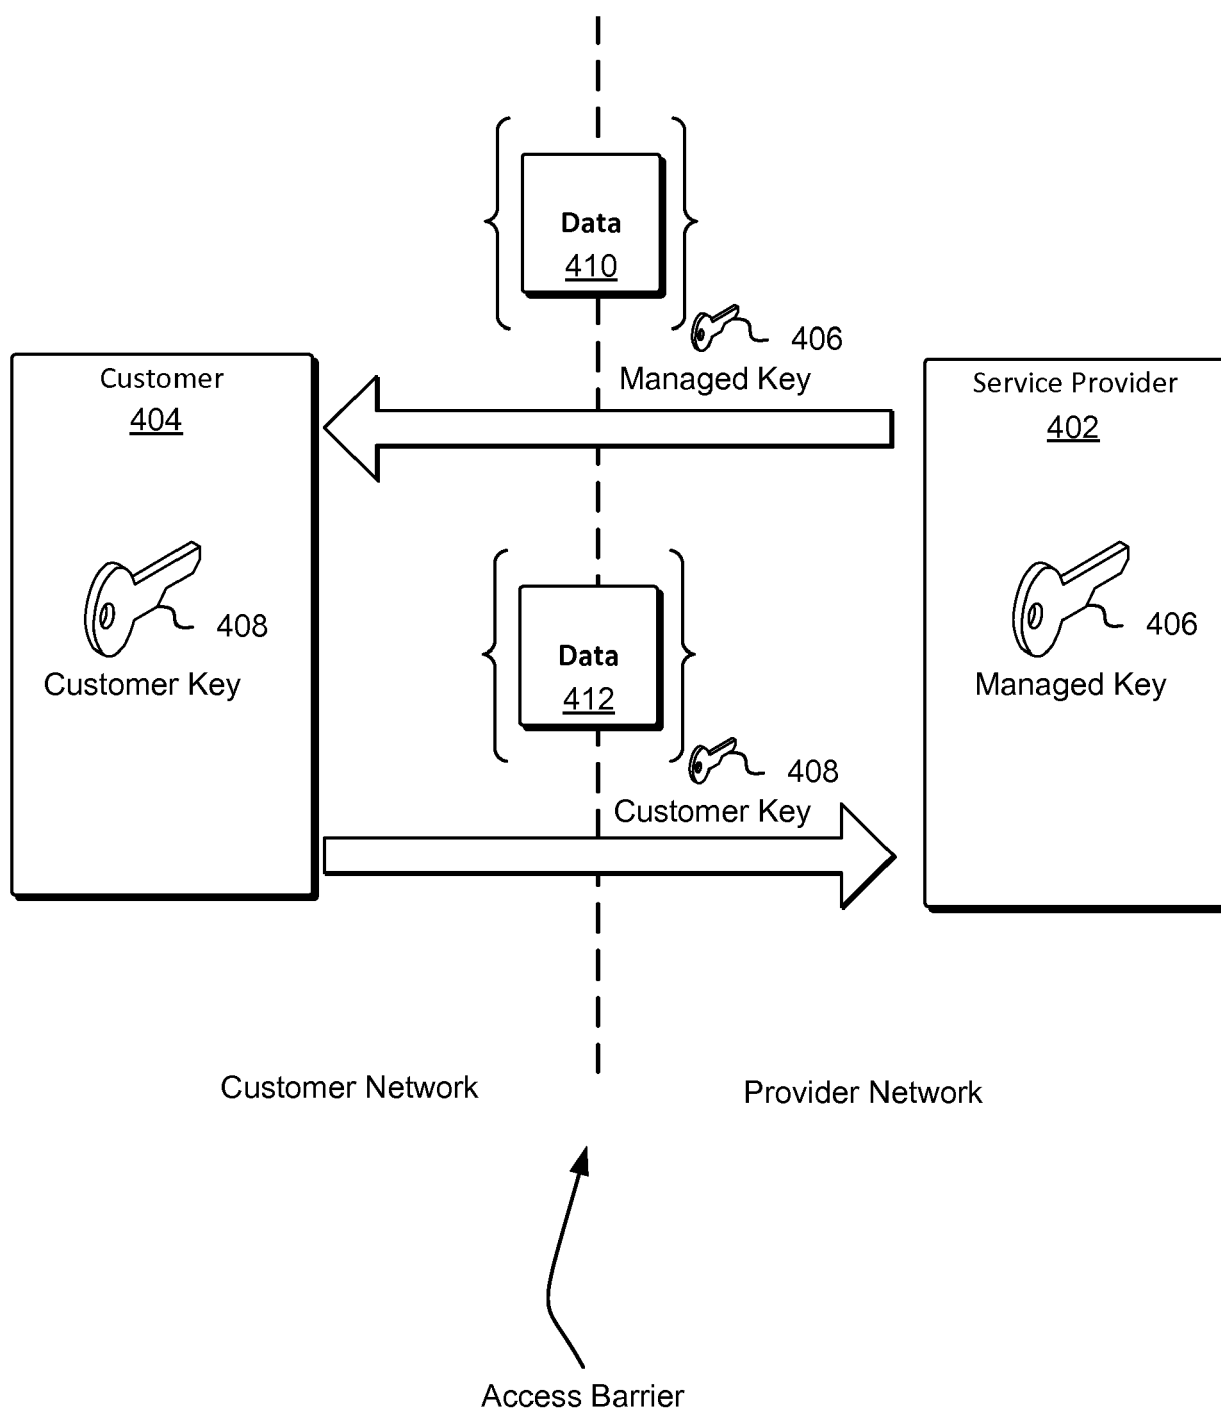 Data
410
406
Managed Key
Customer
404
Service Provider
402
408
Customer Key
Data
412
406
Managed Key
408
Customer Key
Customer Network
Provider Network
Access Barrier